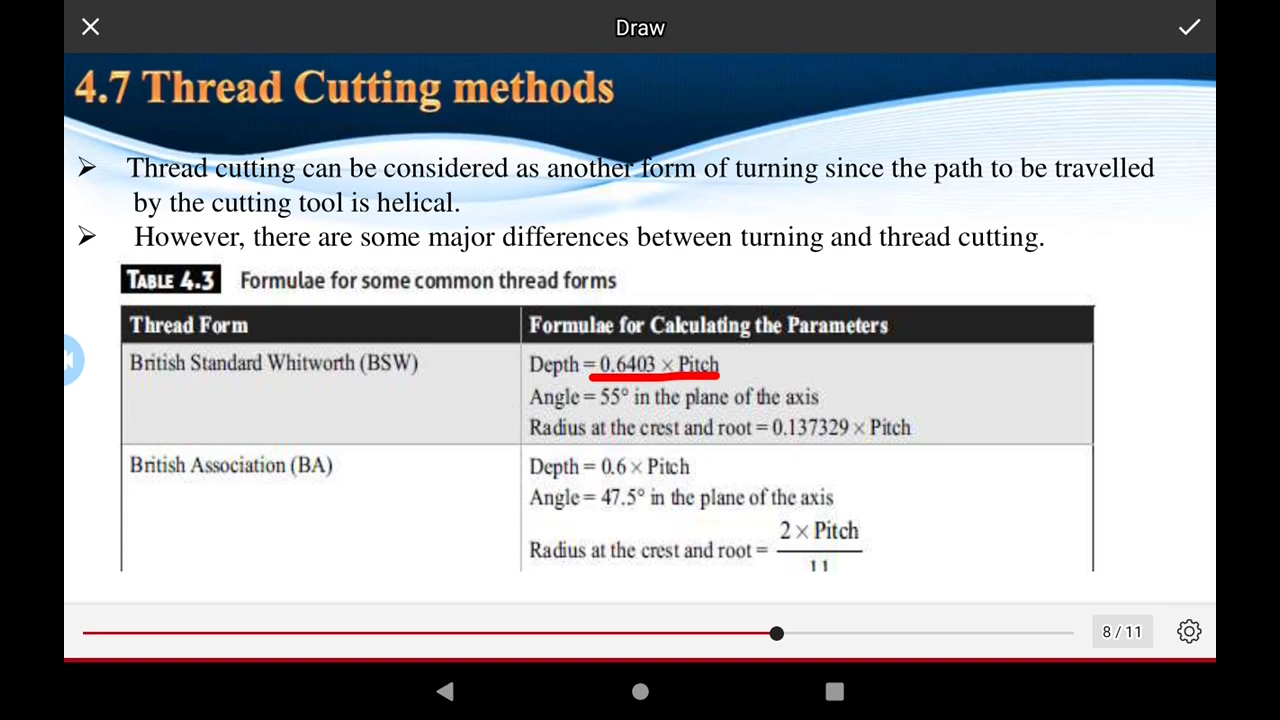 Draw
4.7 Thread Cutting methods
➢ Thread cutting can be considered as another form of turning since the path to be travelled
by the cutting tool is helical.
➢ However, there are some major differences between turning and thread cutting.
TABLE 4.3 Formulae for some common thread forms
Thread Form Formulae for Calculating the Parameters
British Standard Whitworth (BSW) Depth = 0.6403 × Pitch
Angle = 55° in the plane of the axis
Radius at the crest and root = 0.137329 × Pitch
British Association (BA) Depth = 0.6 × Pitch
Angle = 47.5° in the plane of the axis
Radius at the crest and root = 2 × Pitch
11
8 / 11